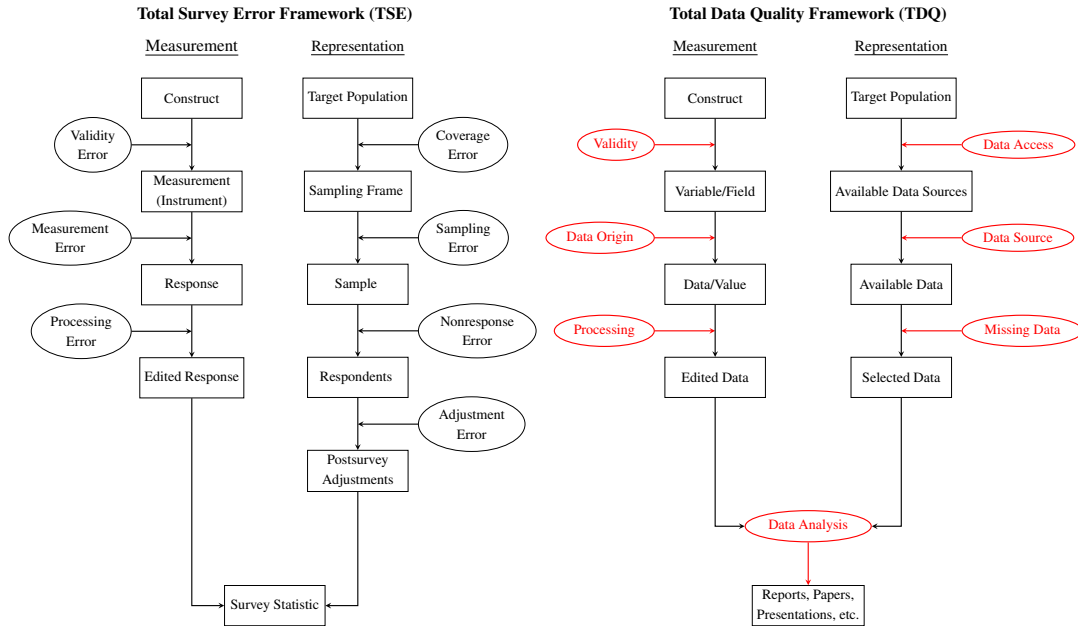 Total Survey Error Framework (TSE)
Measurement
Representation
Construct
Target Population
Validity
Error
Coverage
Error
Measurement
(Instrument)
Sampling Frame
Measurement
Error
Sampling
Error
Response
Sample
Processing
Error
Nonresponse
Error
Edited Response
Respondents
Adjustment
Error
Postsurvey
Adjustments
Survey Statistic
Total Data Quality Framework (TDQ)
Measurement
Representation
Construct
Target Population
Validity
Data Access
Variable/Field
Available Data Sources
Data Origin
Data Source
Data/Value
Available Data
Processing
Missing Data
Edited Data
Selected Data
Data Analysis
Reports, Papers,
Presentations, etc.